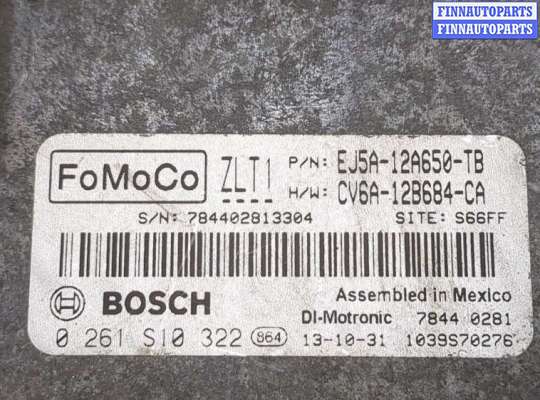 FINNAUTOPARTS
FINNAUTOPARTS
FoMoCo ZLT1 P/N: EJ5A-12A650-TB
H/W: CV6A-12B684-CA
S/N: 784402813304 SITE: S66FF
BOSCH Assembled in Mexico
DI-Motronic 7844 0281
0 261 S10 322 864 13-10-31 1039S70276